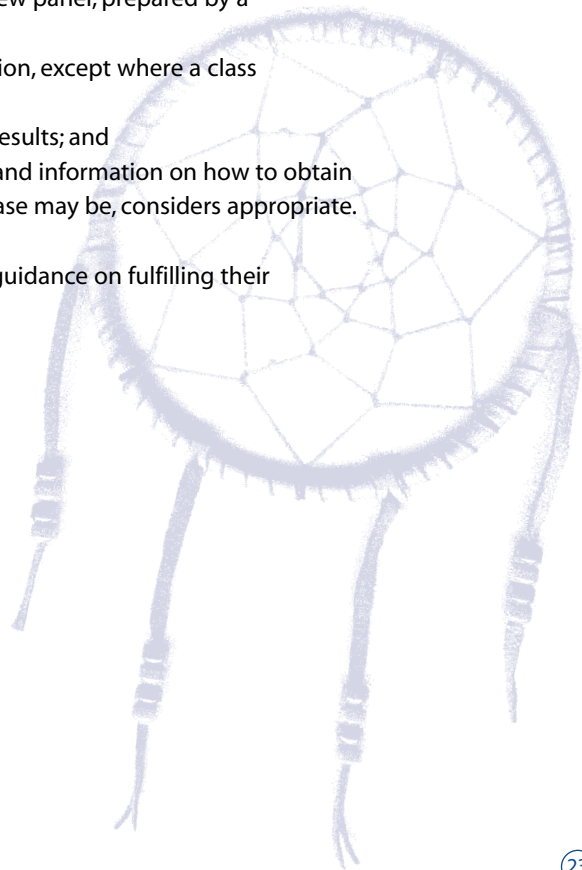 ew panel, prepared by a
ion, except where a class
esults; and
and information on how to obtain
ase may be, considers appropriate.
guidance on fulfilling their
23